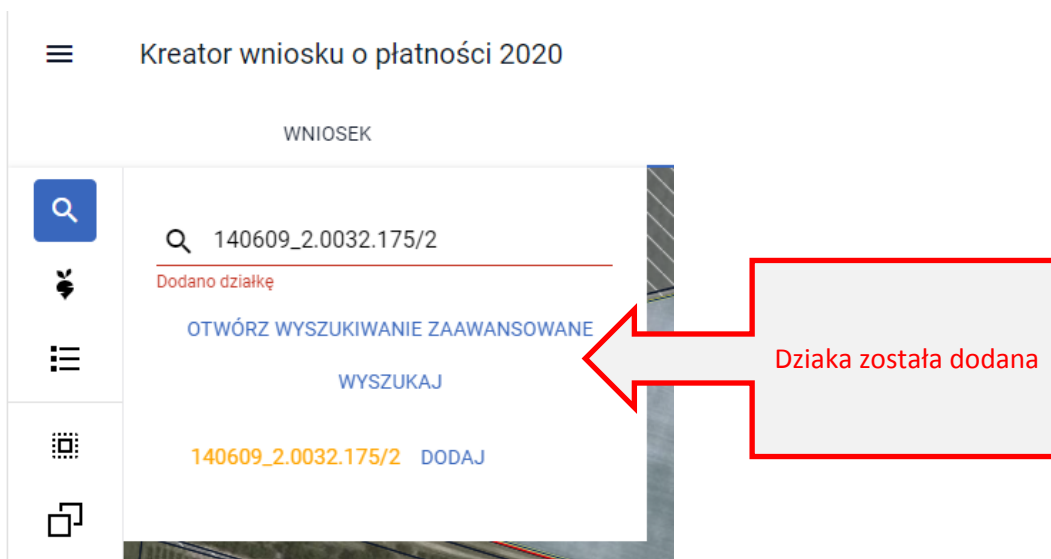 Kreator wniosku o płatności 2020
WNIOSEK
140609_2.0032.175/2
Dodano działkę
OTWÓRZ WYSZUKIWANIE ZAAWANSOWANE
WYSZUKAJ
140609_2.0032.175/2 DODAJ
Dziaka została dodana